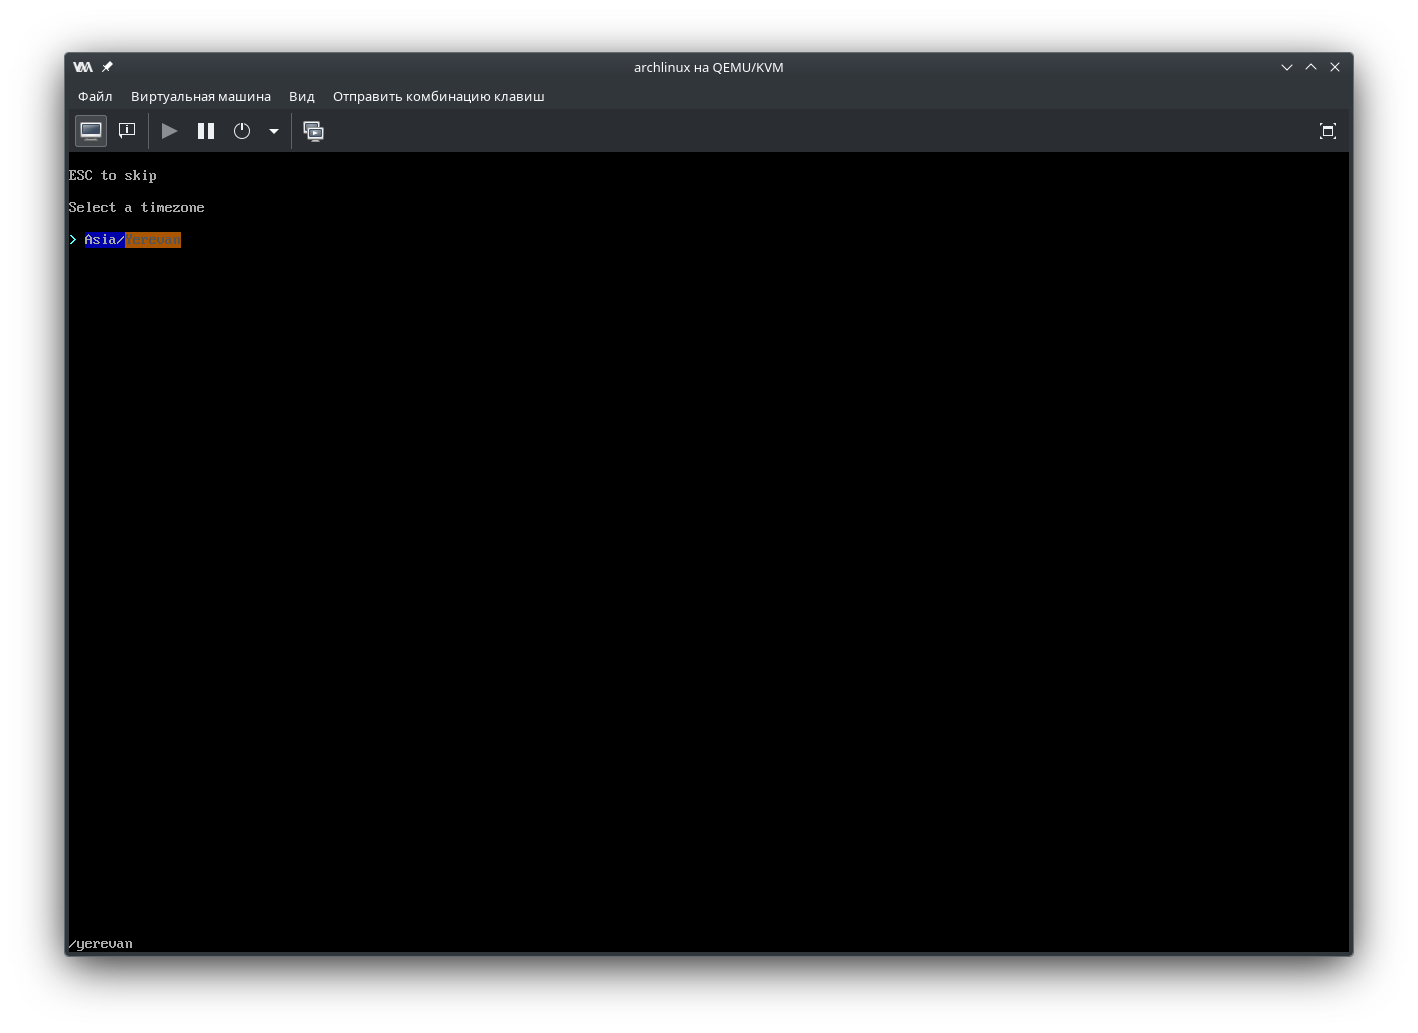 archlinux на QEMU/KVM
Файл Виртуальная машина Вид Отправить комбинацию клавиш
ESC to skip
Select a timezone
> Asia/Yerevan
/yerevan